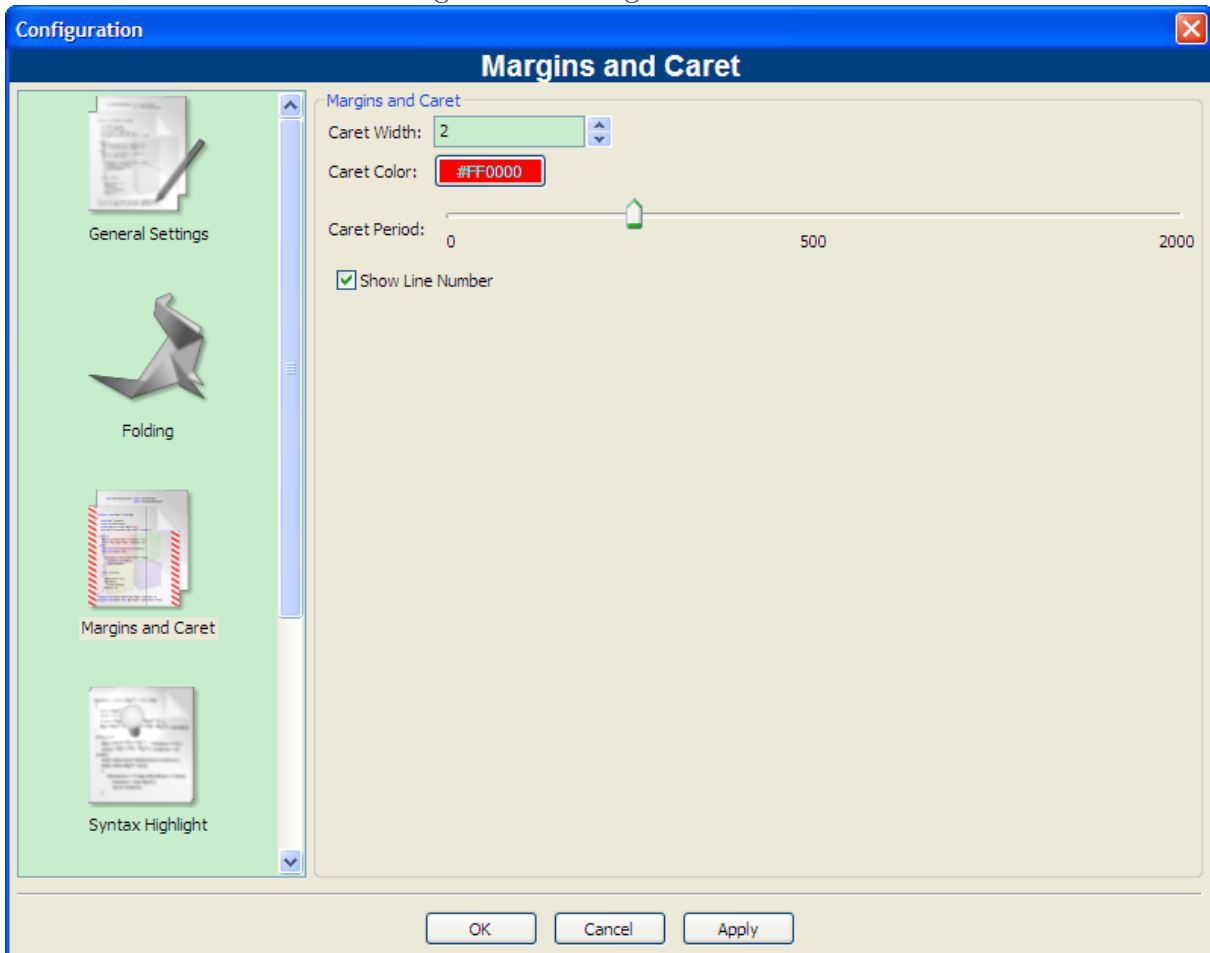 Configuration
Margins and Caret
General Settings
Folding
Margins and Caret
Syntax Highlight
Margins and Caret
Caret Width: 2
Caret Color: #FF0000
Caret Period:
0 500 2000
Show Line Number
OK Cancel Apply